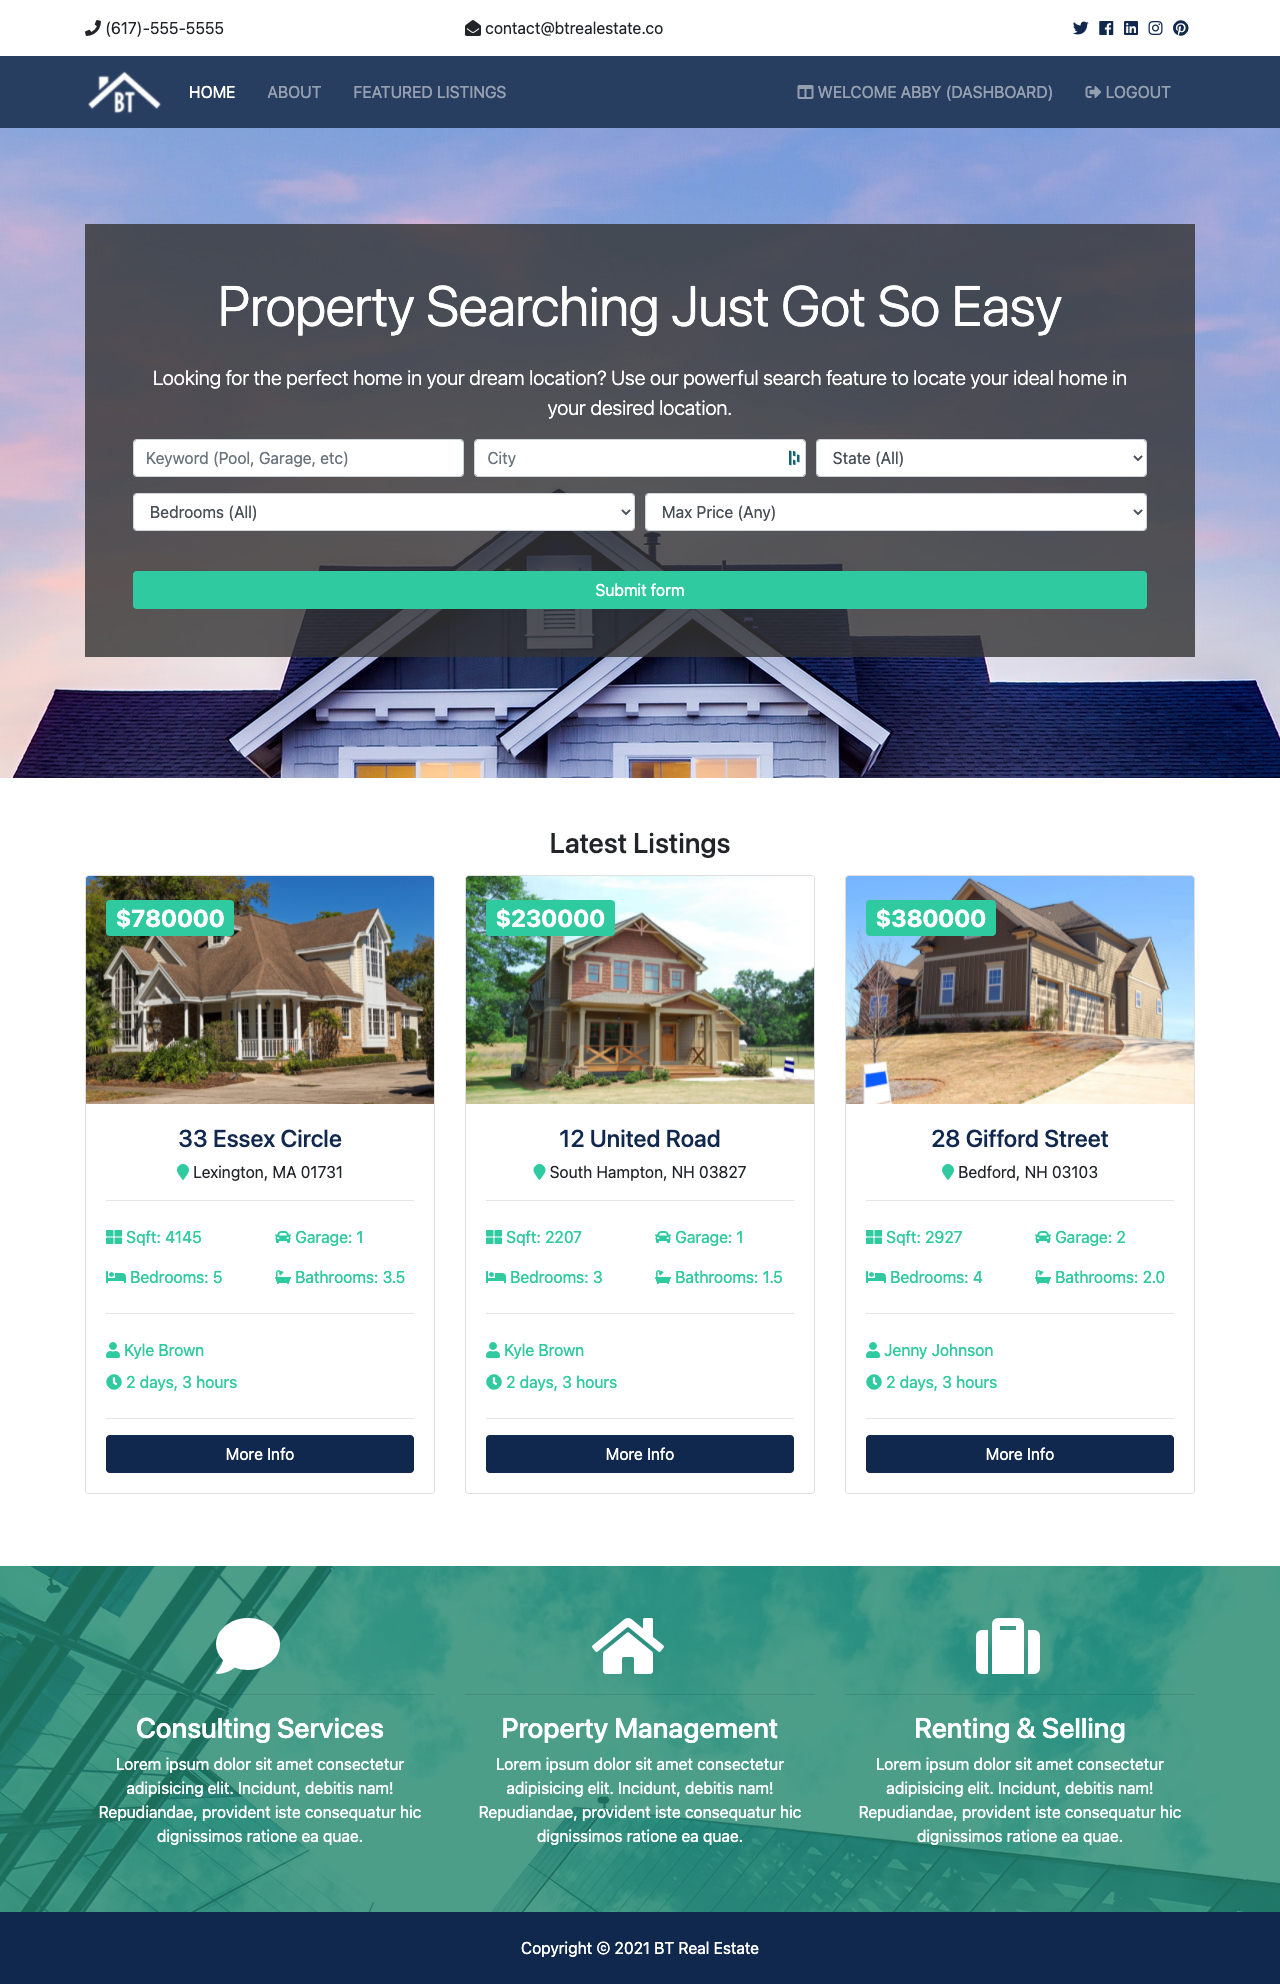 (617)-555-5555
contact@btrealestate.co
BT
HOME
ABOUT
FEATURED LISTINGS
WELCOME ABBY (DASHBOARD)
LOGOUT
Property Searching Just Got So Easy
Looking for the perfect home in your dream location? Use our powerful search feature to locate your ideal home in
your desired location.
Keyword (Pool, Garage, etc)
City
State (All)
Bedrooms (All)
Max Price (Any)
Submit form
Latest Listings
$780000
33 Essex Circle
Lexington, MA 01731
Sqft: 4145
Garage: 1
Bedrooms: 5
Bathrooms: 3.5
Kyle Brown
2 days, 3 hours
More Info
$230000
12 United Road
South Hampton, NH 03827
Sqft: 2207
Garage: 1
Bedrooms: 3
Bathrooms: 1.5
Kyle Brown
2 days, 3 hours
More Info
$380000
28 Gifford Street
Bedford, NH 03103
Sqft: 2927
Garage: 2
Bedrooms: 4
Bathrooms: 2.0
Jenny Johnson
2 days, 3 hours
More Info
Consulting Services
Lorem ipsum dolor sit amet consectetur
adipisicing elit. Incidunt, debitis nam!
Repudiandae, provident iste consequatur hic
dignissimos ratione ea quae.
Property Management
Lorem ipsum dolor sit amet consectetur
adipisicing elit. Incidunt, debitis nam!
Repudiandae, provident iste consequatur hic
dignissimos ratione ea quae.
Renting & Selling
Lorem ipsum dolor sit amet consectetur
adipisicing elit. Incidunt, debitis nam!
Repudiandae, provident iste consequatur hic
dignissimos ratione ea quae.
Copyright © 2021 BT Real Estate